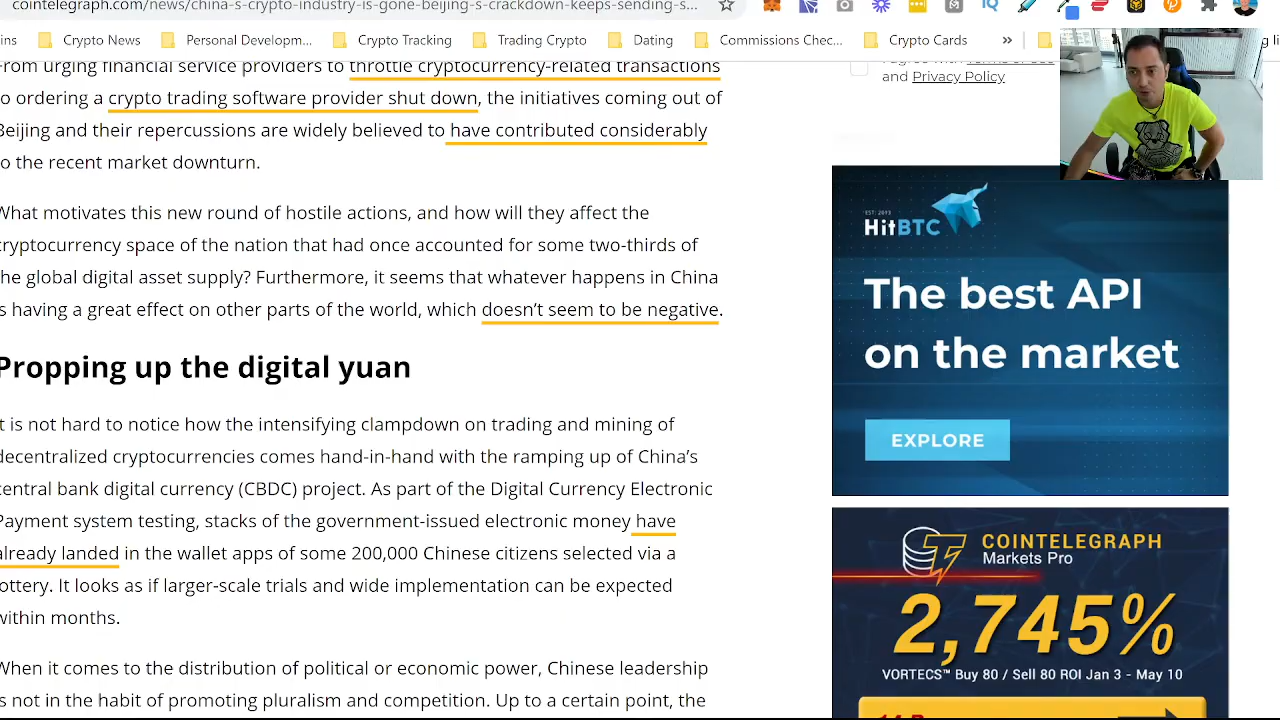 cointelegraph.com/news/china-s-crypto-industry-is-gone-beijing-s-crackdown-keeps-sending-s...
ins Crypto News Personal Developm... Crypto Tracking Trading Crypto Dating Commissions Chec... Crypto Cards »
From urging financial service providers to cryptocurrency-related transactions
o ordering a crypto trading software provider shut down, the initiatives coming out of
Beijing and their repercussions are widely believed to have contributed considerably
o the recent market downturn.
What motivates this new round of hostile actions, and how will they affect the
cryptocurrency space of the nation that had once accounted for some two-thirds of
he global digital asset supply? Furthermore, it seems that whatever happens in China
s having a great effect on other parts of the world, which doesn't seem to be negative.
Propping up the digital yuan
t is not hard to notice how the intensifying clampdown on trading and mining of
decentralized cryptocurrencies comes hand-in-hand with the ramping up of China's
central bank digital currency (CBDC) project. As part of the Digital Currency Electronic
Payment system testing, stacks of the government-issued electronic money have
already landed in the wallet apps of some 200,000 Chinese citizens selected via a
ottery. It looks as if larger-scale trials and wide implementation can be expected
within months.
When it comes to the distribution of political or economic power, Chinese leadership
s not in the habit of promoting pluralism and competition. Up to a certain point, the
I agree with Terms of Use
and Privacy Policy
EST. 2013
HitBTC
The best API
on the market
EXPLORE
COINTELEGRAPH
Markets Pro
2,745%
VORTECS™ Buy 80 / Sell 80 ROI Jan 3 - May 10